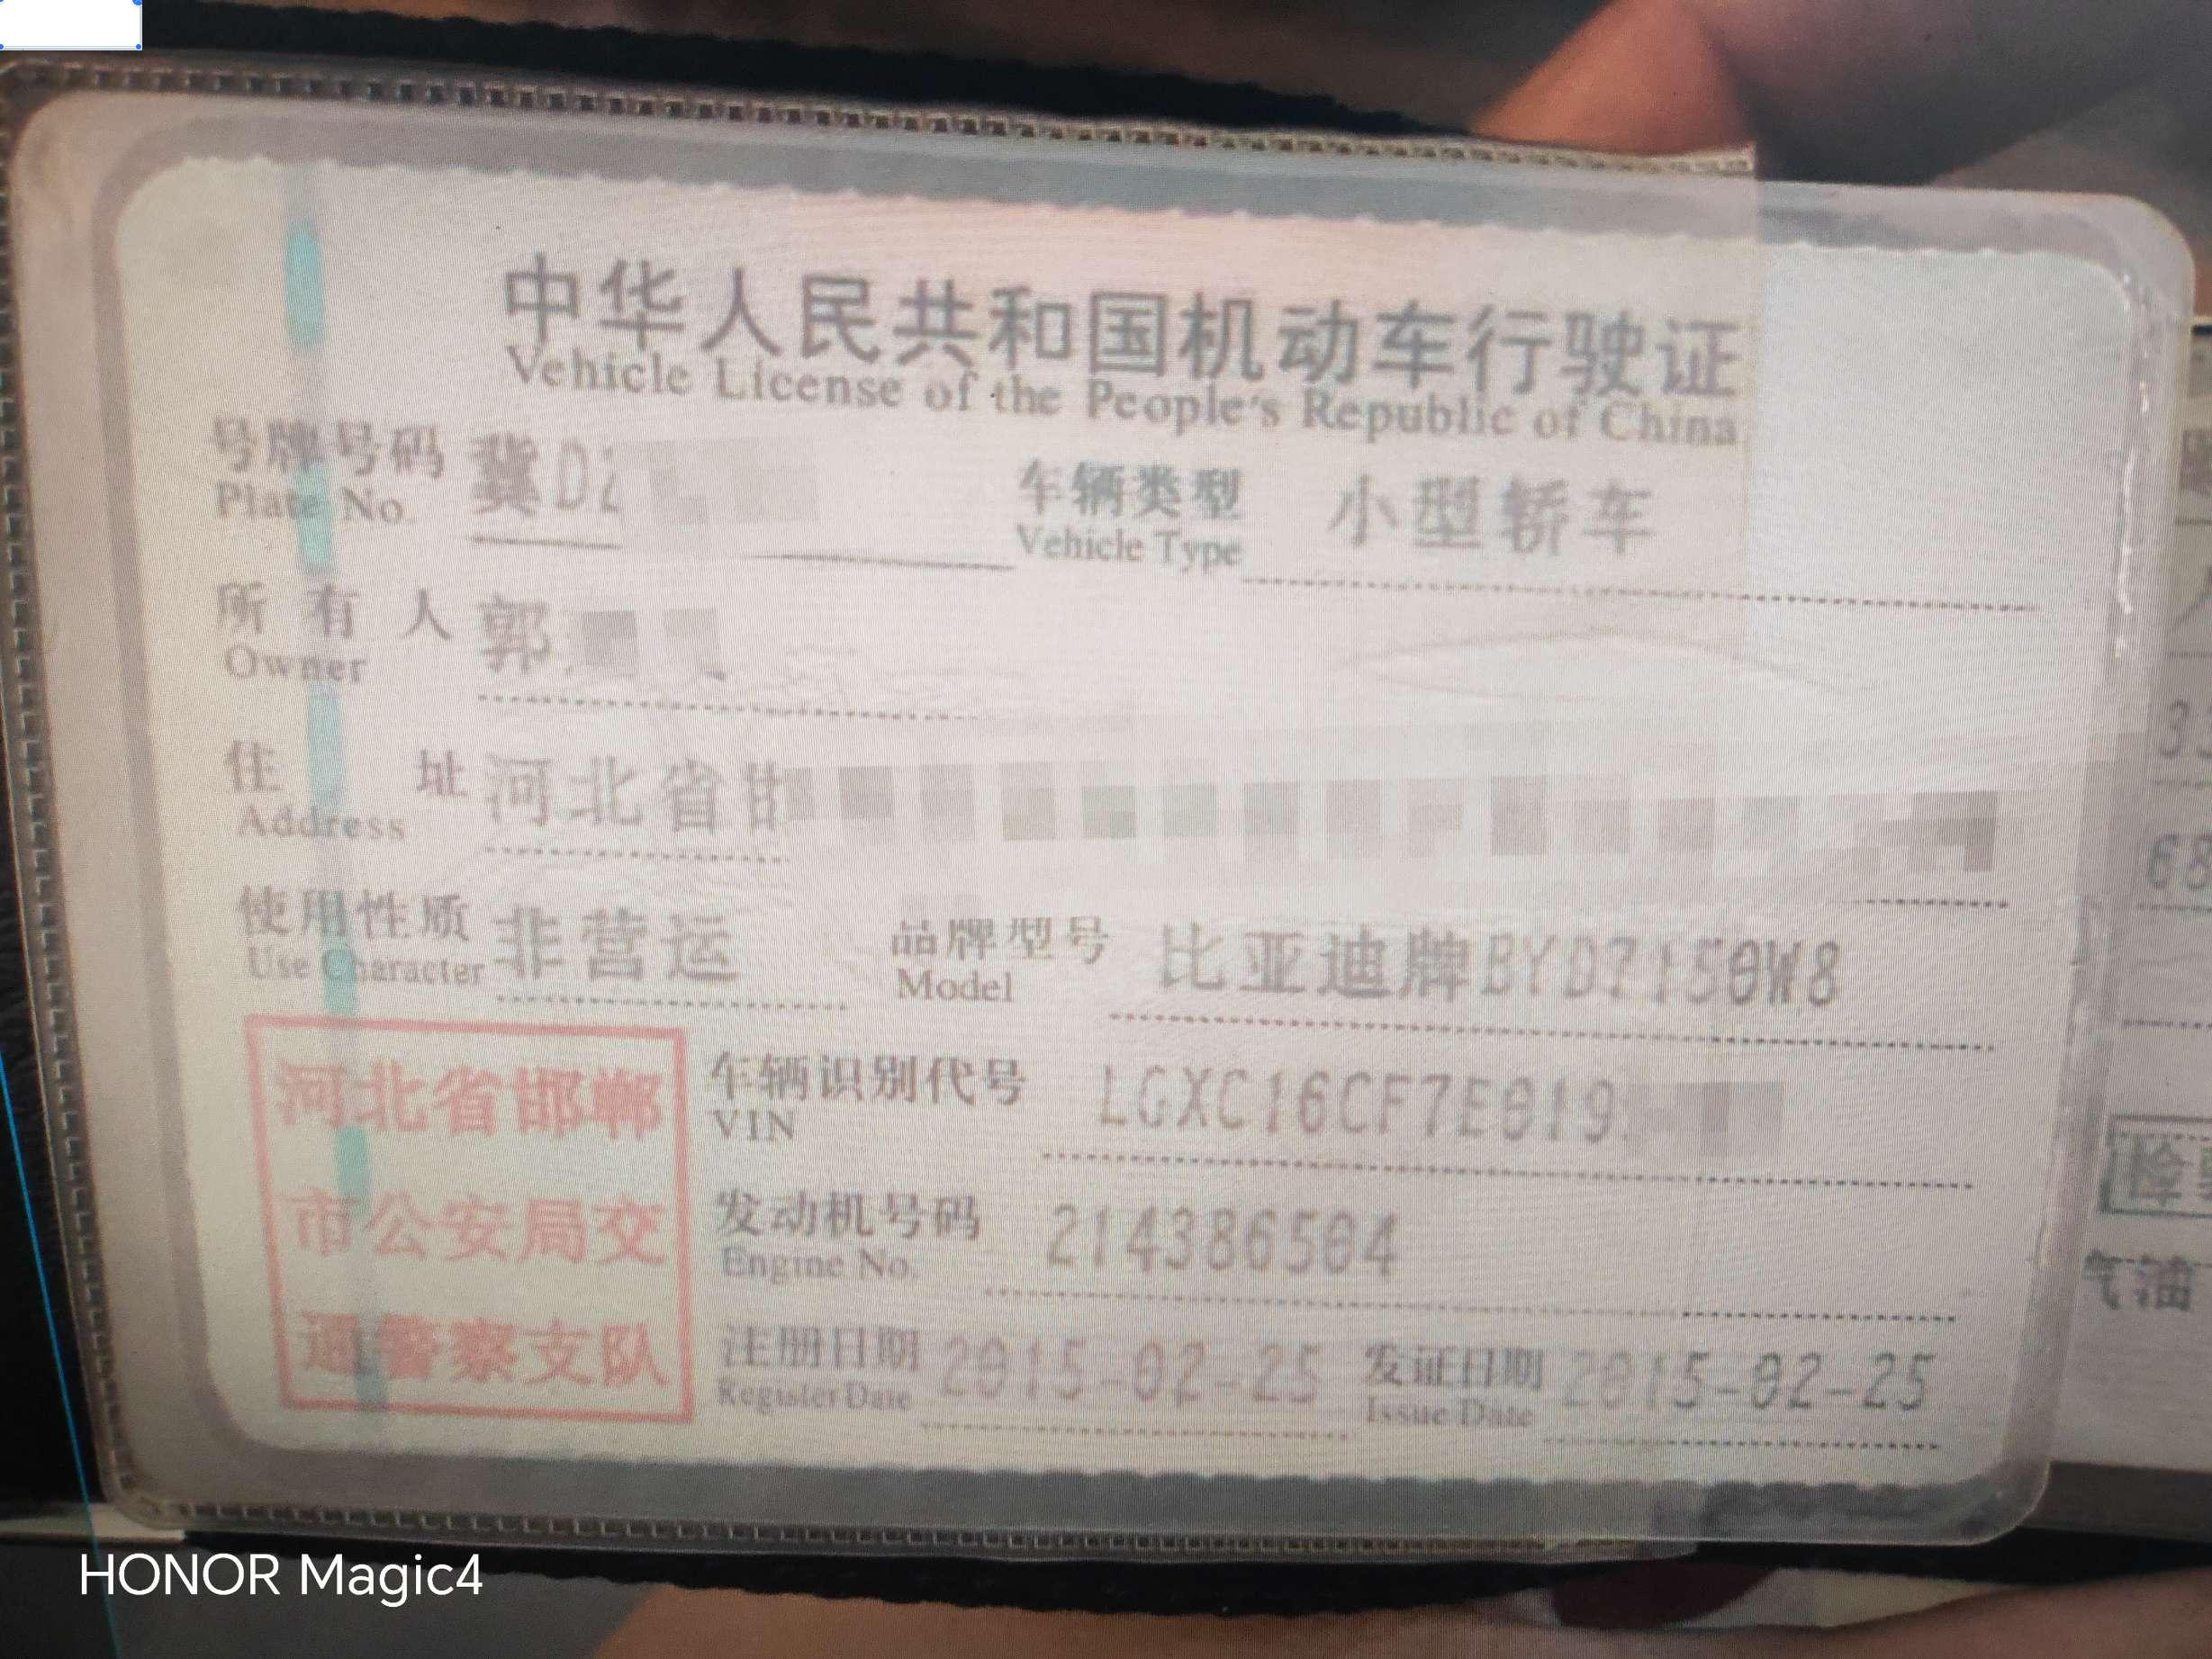 中华人民共和国机动车行驶证
Vehicle License of the People's Republic of China
号牌号码 冀D 车辆类型 小型轿车
Plate No. Vehicle Type
所有人 郭
Owner
住址 河北省
Address
使用性质 非营运 品牌型号 比亚迪牌BYD7150W8
Use Character Model
河北省邯郸
市公安局交
通警察支队
车辆识别代号 LGXC16CF7E019
VIN
发动机号码 214386504
Engine No.
注册日期 2015-02-25 发证日期 2015-02-25
Register Date Issue Date
68
检
气油
HONOR Magic4